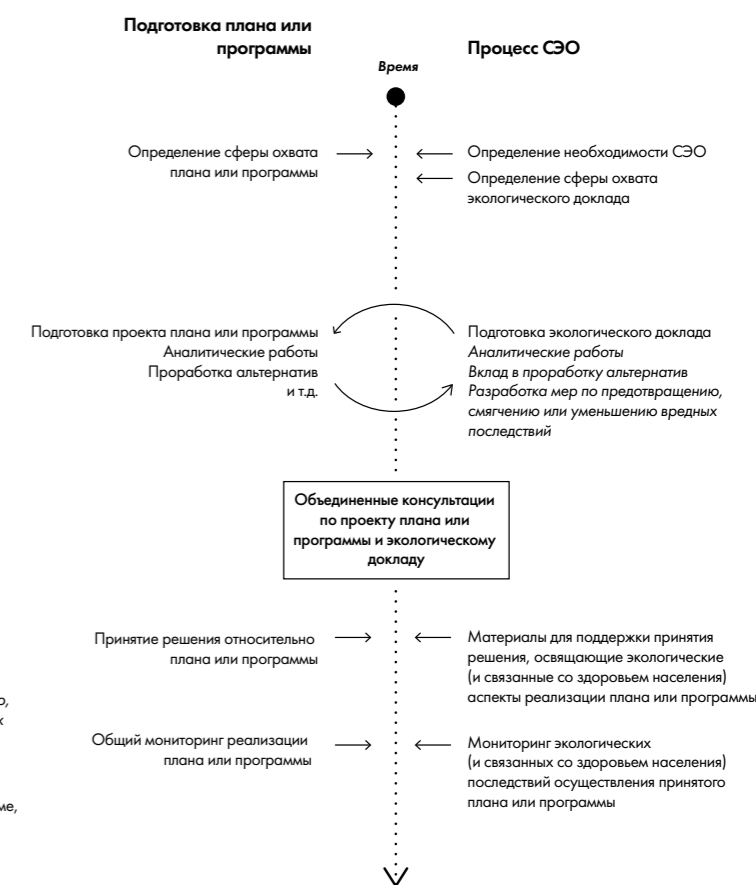 Подготовка плана или
программы
Время
Процесс СЭО
Определение сферы охвата
плана или программы
Определение необходимости СЭО
Определение сферы охвата
экологического доклада
Подготовка проекта плана или программы
Аналитические работы
Проработка альтернатив
и т.д.
Подготовка экологического доклада
Аналитические работы
Вклад в проработку альтернатив
Разработка мер по предотвращению,
смягчению или уменьшению вредных
последствий
Объединенные консультации
по проекту плана или
программы и экологическому
докладу
Принятие решения относительно
плана или программы
Материалы для поддержки принятия
решения, освящающие экологические
(и связанные со здоровьем населения)
аспекты реализации плана или программы
Общий мониторинг реализации
плана или программы
Мониторинг экологических
(и связанных со здоровьем населения)
последствий осуществления принятого
плана или программы